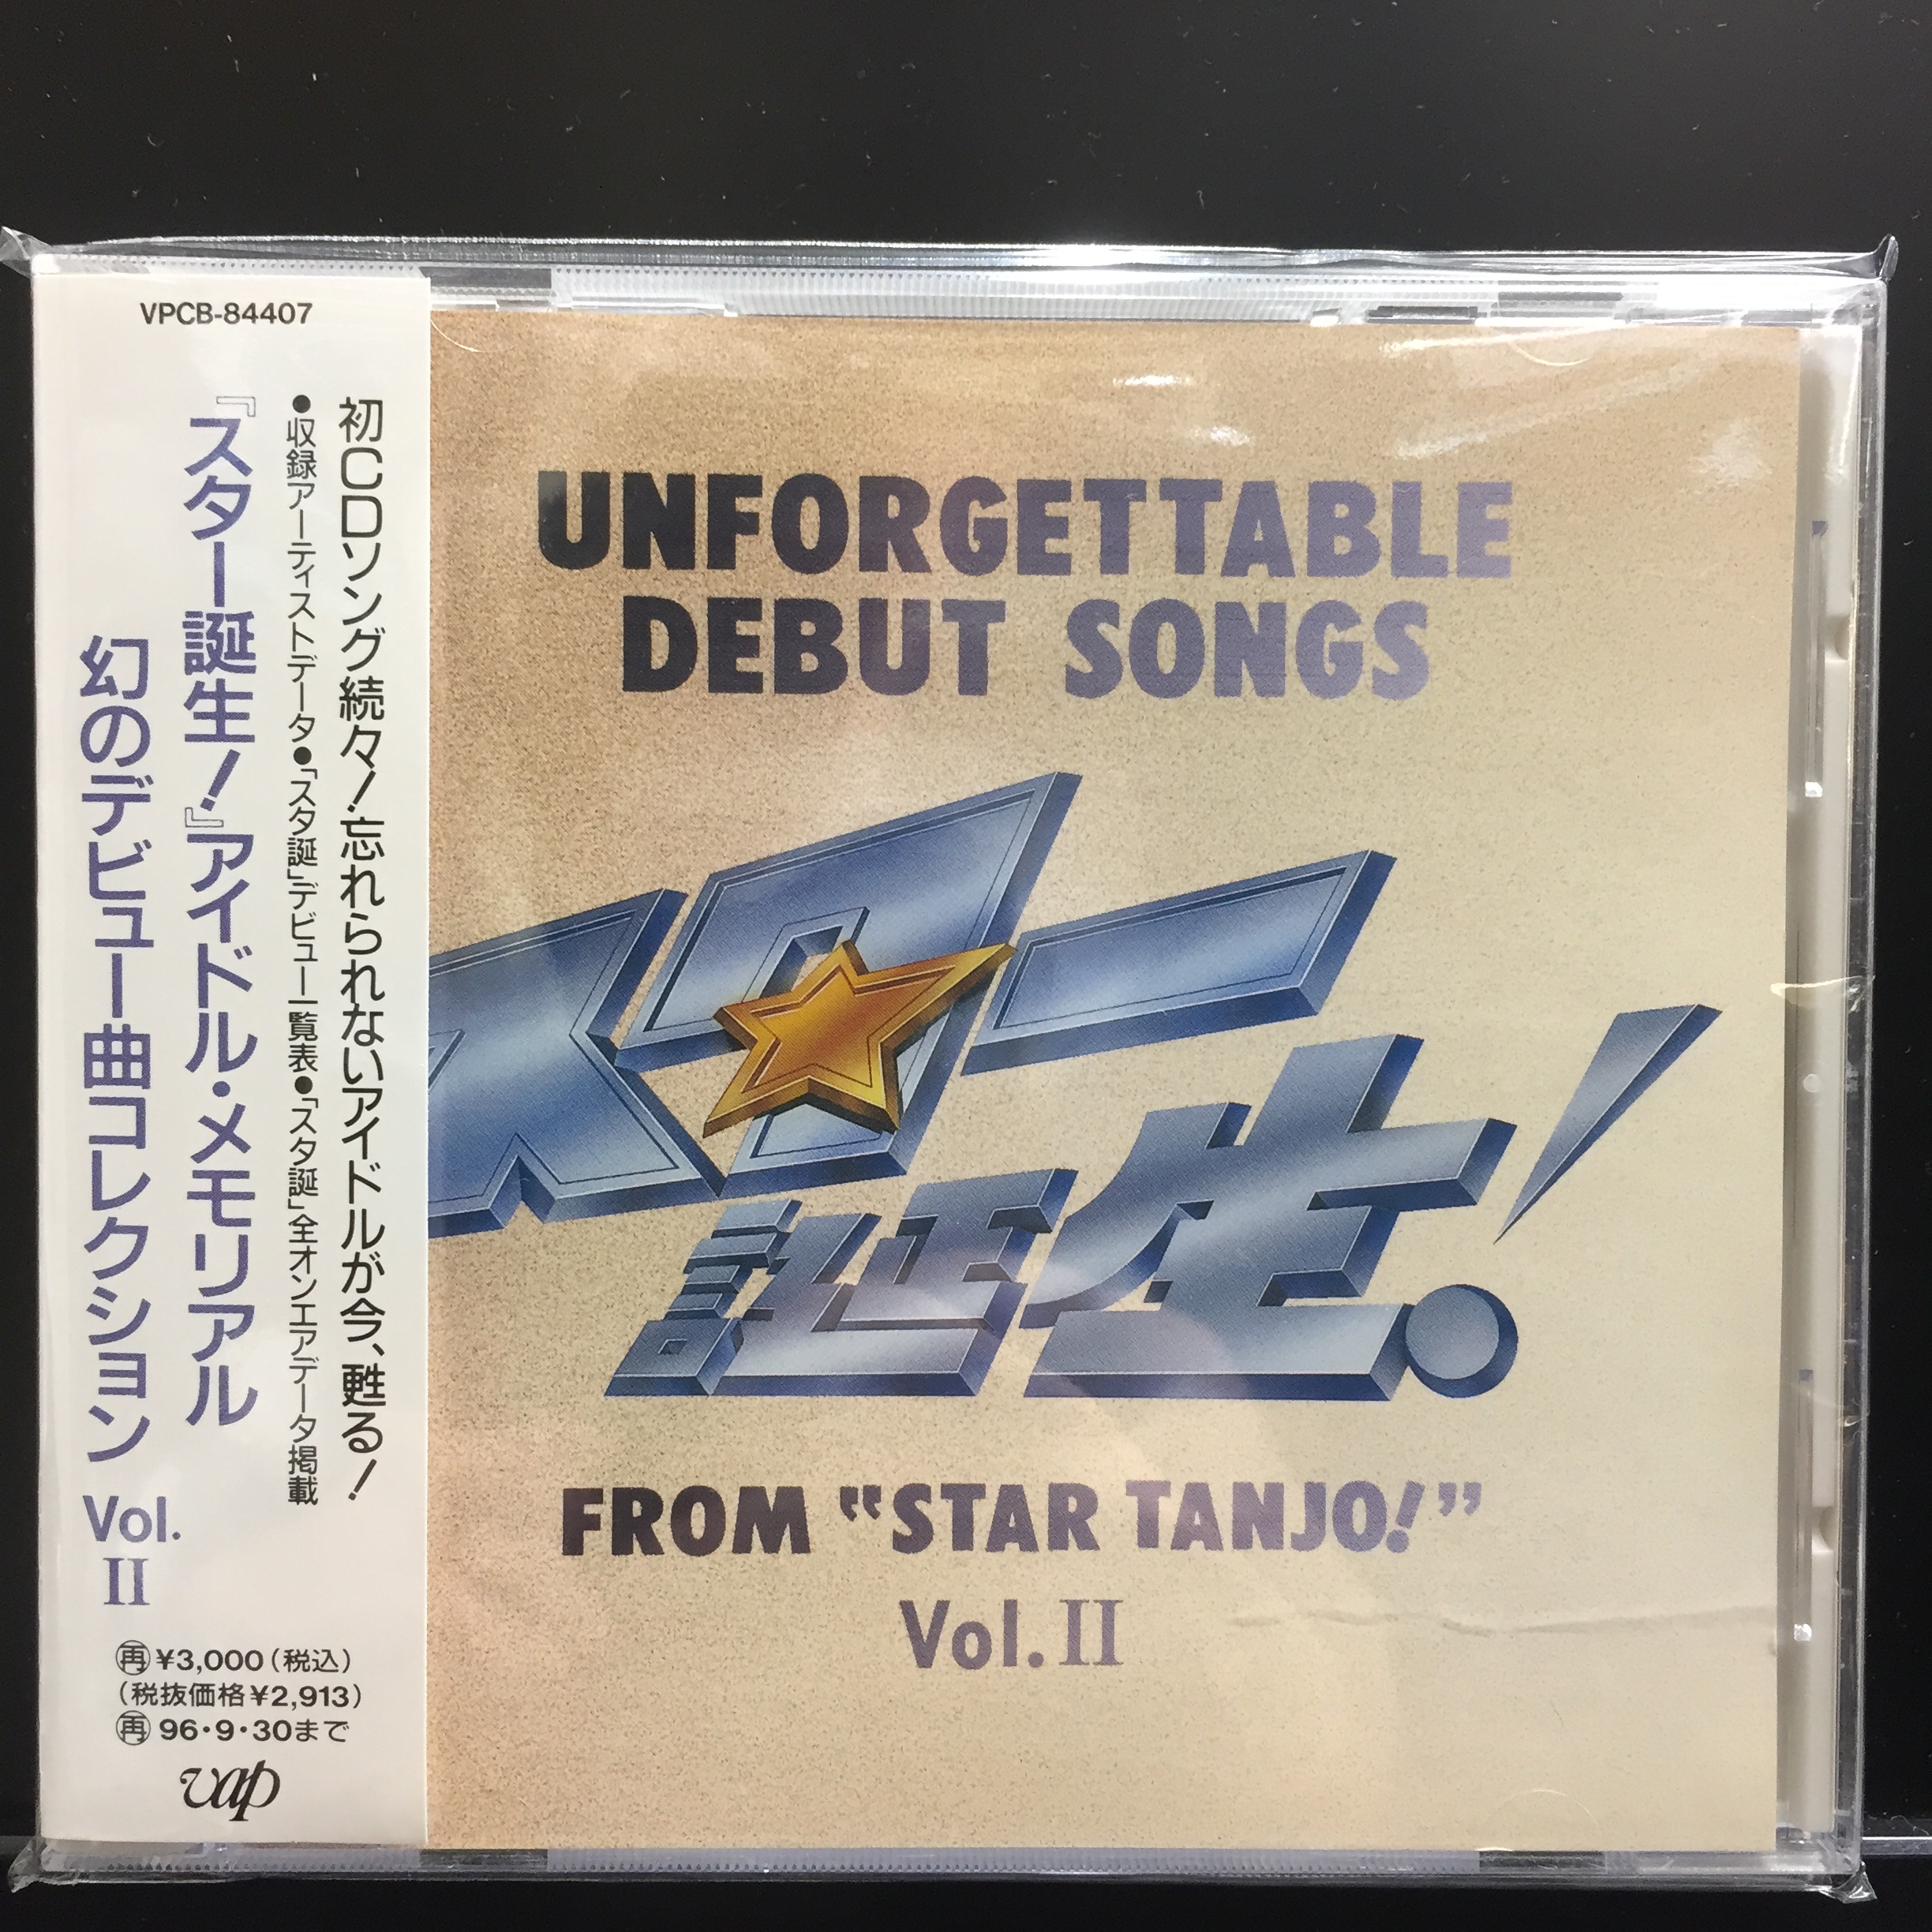 VPCB-84407
初CDソング続々!忘れられないアイドルが今、甦る!
●収録アーティストデータ●「スタ誕」デビュー一覧表●「スタ誕」全オンエアデータ掲載
『スター誕生!』アイドル・メモリアル
幻のデビュー曲コレクション Vol. II
再 ¥3,000(税込)
(税抜価格¥2,913)
再 96・9・30まで
vap
UNFORGETTABLE
DEBUT SONGS
スター
誕生!
FROM “STAR TANJO!”
Vol. II